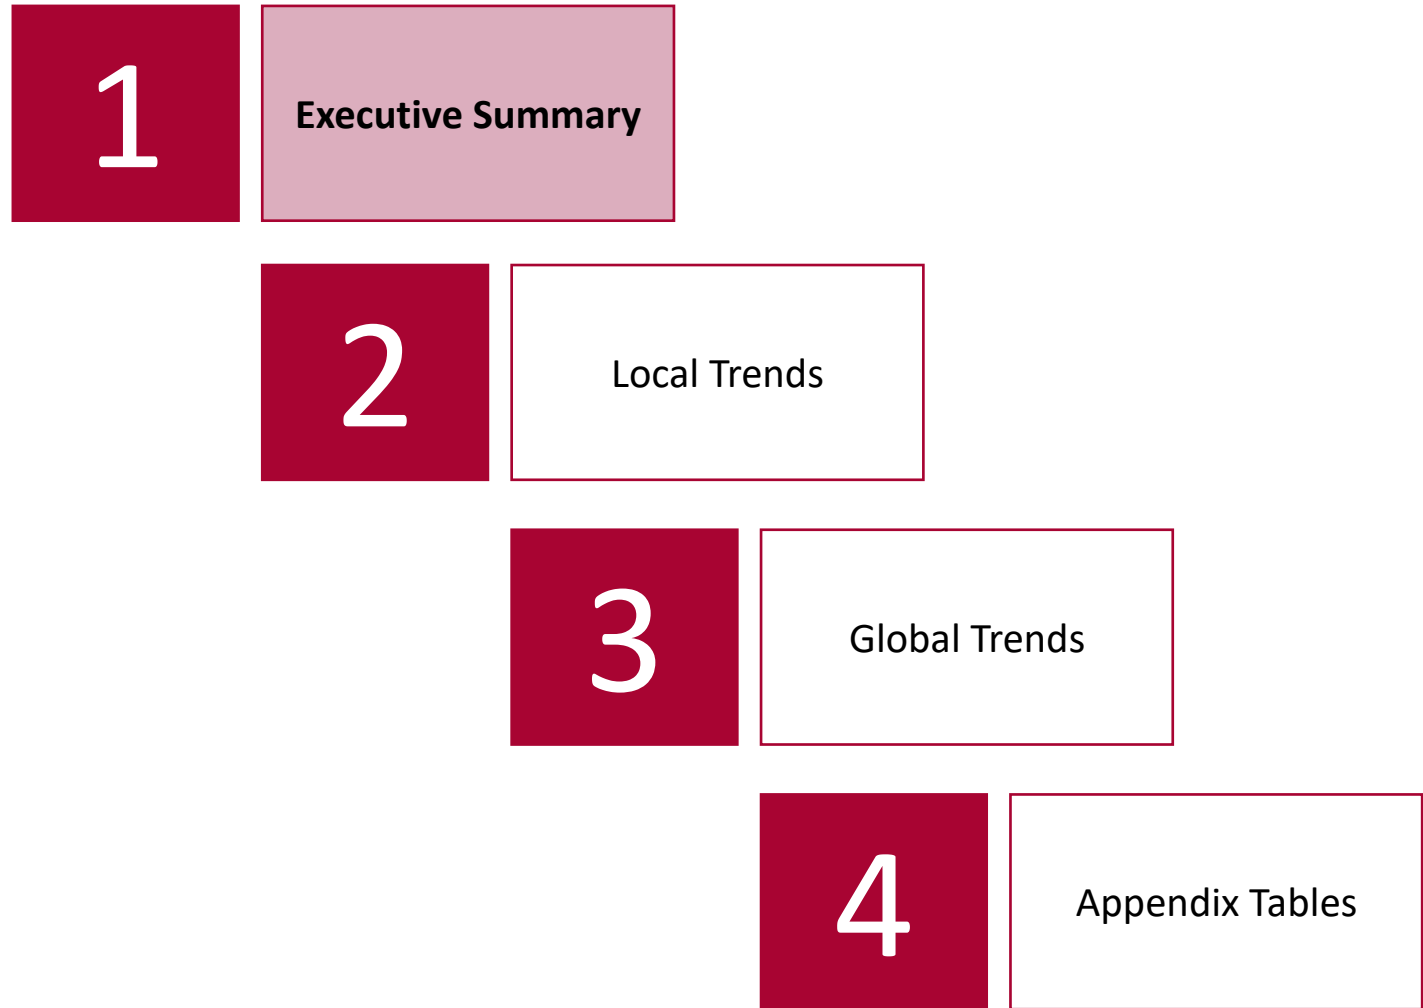 1
Executive Summary
2
Local Trends
3
Global Trends
4
Appendix Tables